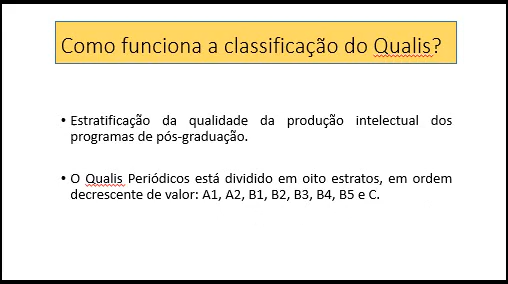 Como funciona a classificação do Qualis?
• Estratificação da qualidade da produção intelectual dos
programas de pós-graduação.
• O Qualis Periódicos está dividido em oito estratos, em ordem
decrescente de valor: A1, A2, B1, B2, B3, B4, B5 e C.